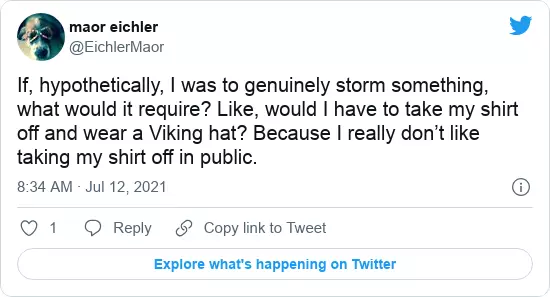 maor eichler
@EichlerMaor
If, hypothetically, I was to genuinely storm something,
what would it require? Like, would I have to take my shirt
off and wear a Viking hat? Because I really don’t like
taking my shirt off in public.
8:34 AM · Jul 12, 2021
1 Reply Copy link to Tweet
Explore what's happening on Twitter